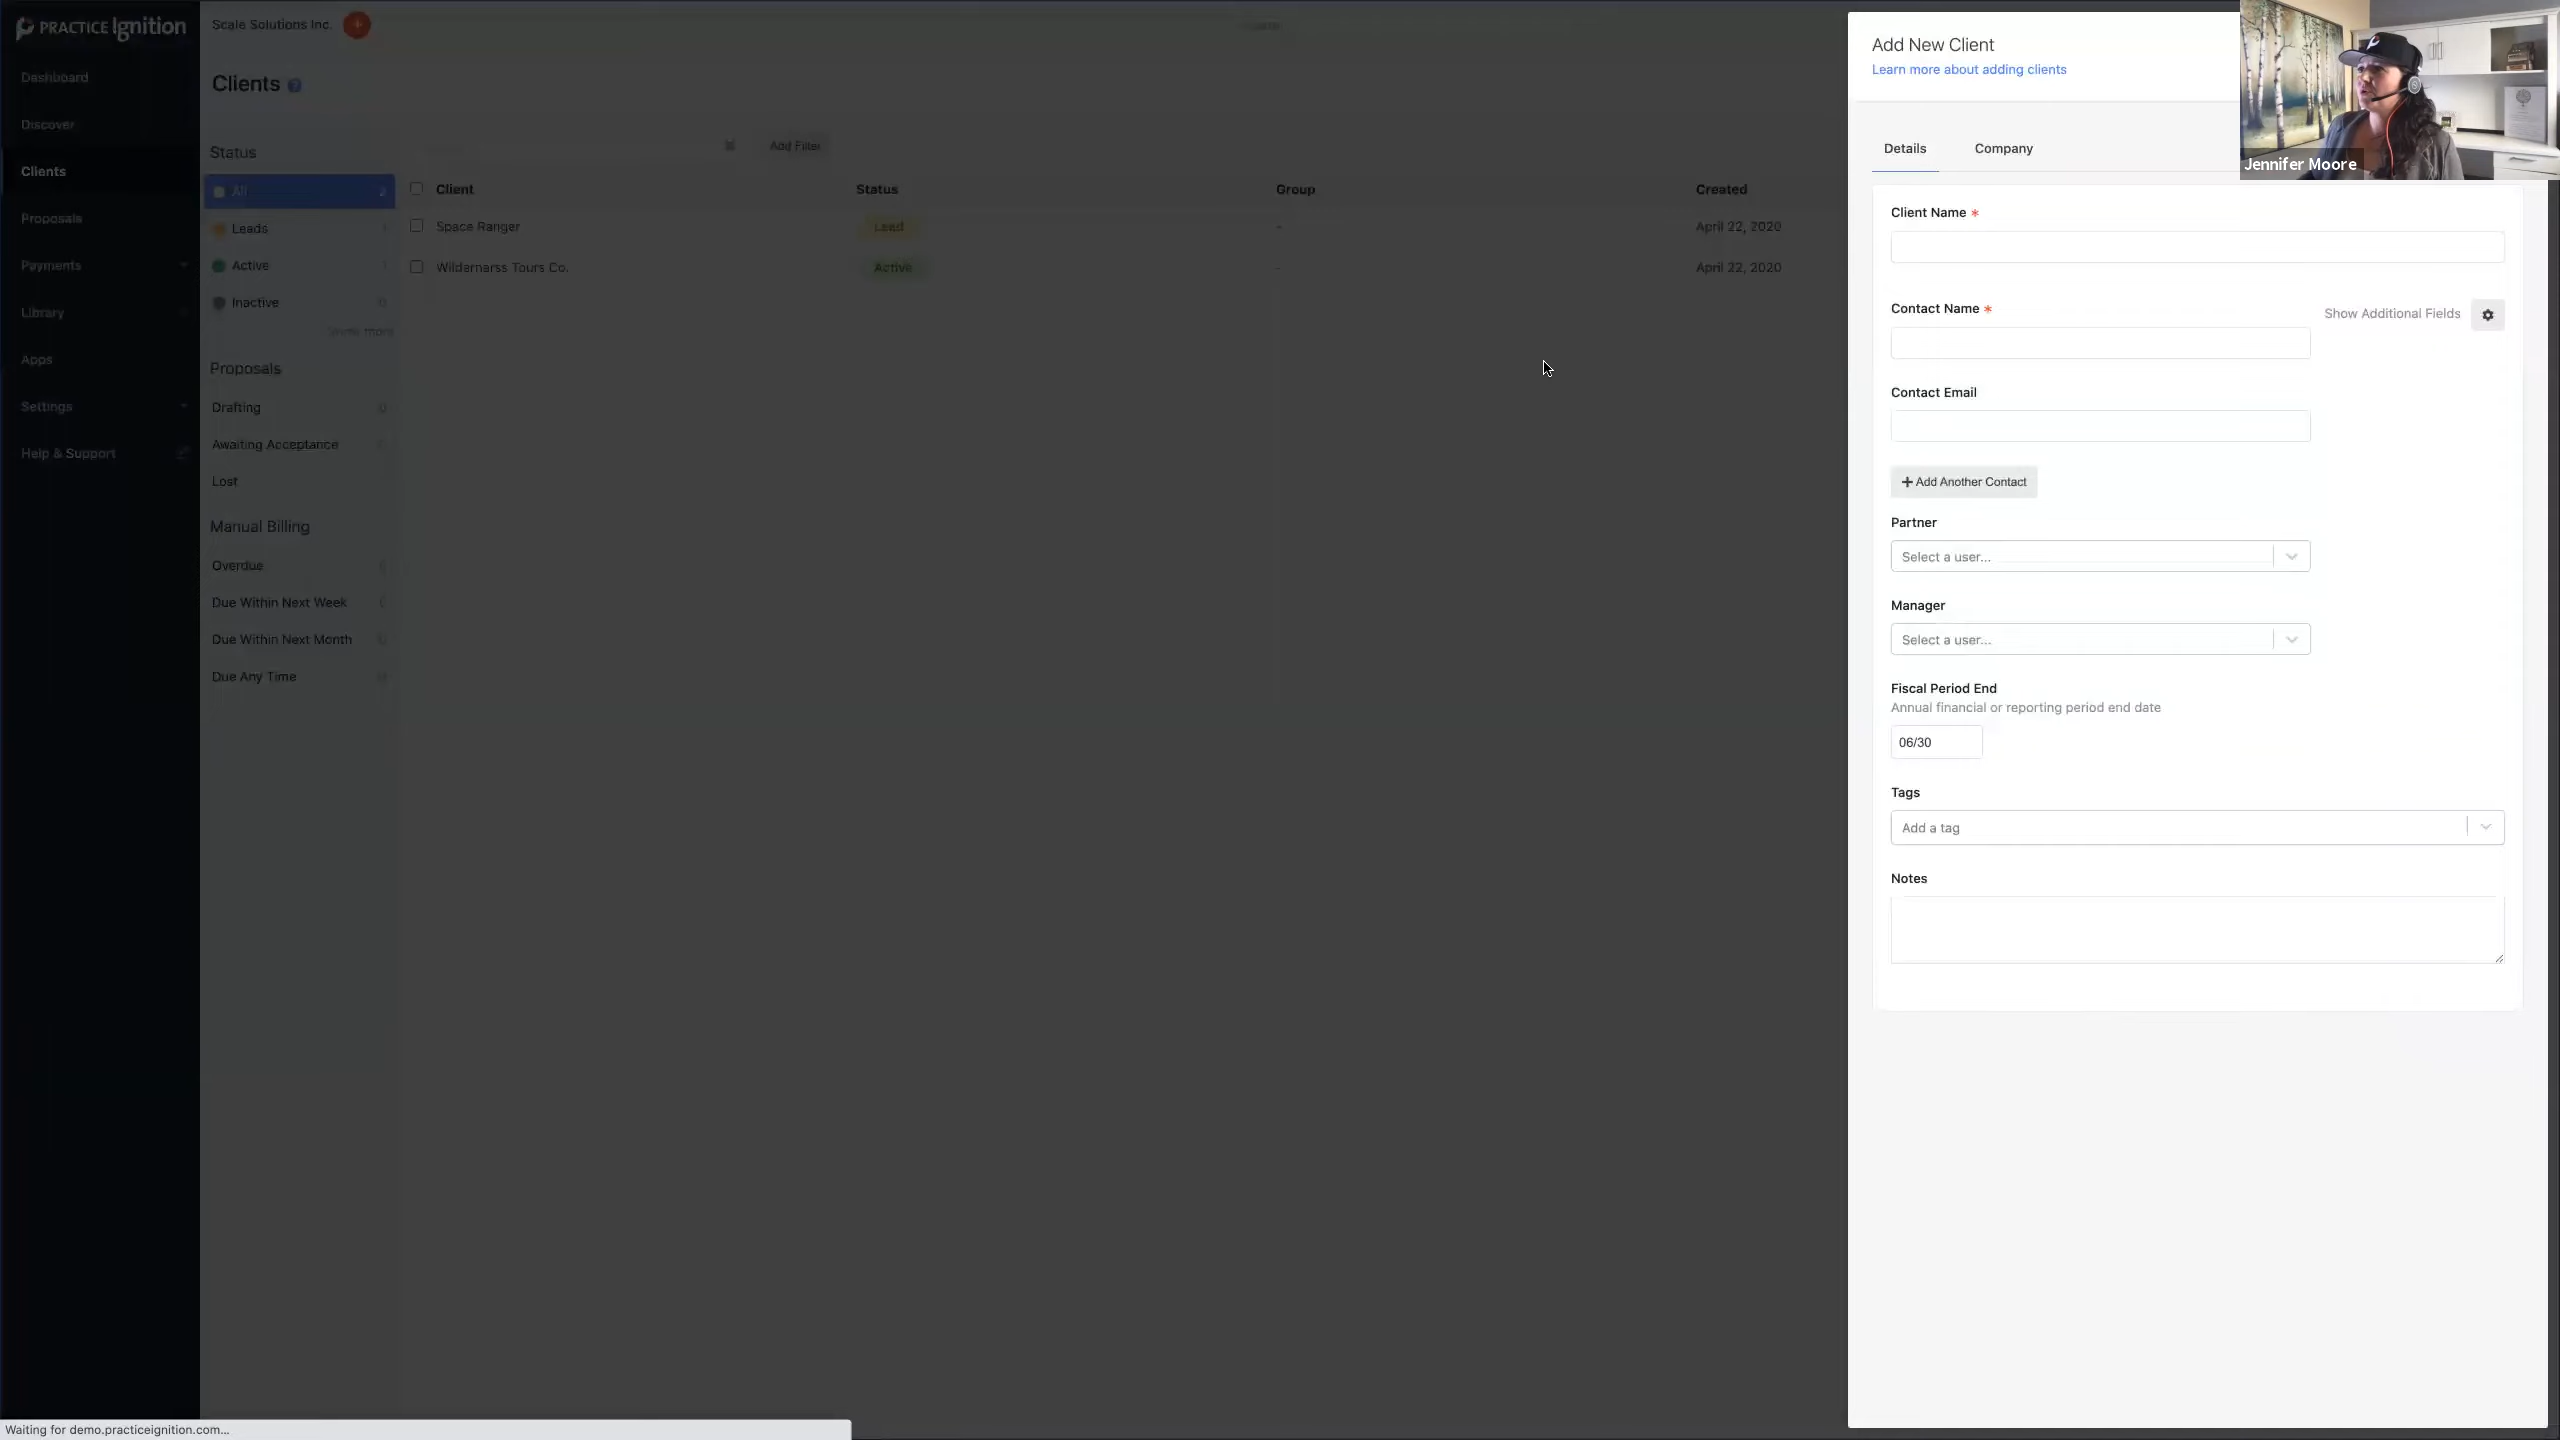 PRACTICE Ignition
Dashboard
Discover
Clients
Proposals
Payments
Library
Apps
Settings
Help & Support
Scale Solutions Inc.
+
Clients ?
Status
All 2
Leads
Active
Inactive 0
Show more
Proposals
Drafting 0
Awaiting Acceptance
Lost
Manual Billing
Overdue
Due Within Next Week
Due Within Next Month
Due Any Time
Add Filter
Client Status Group Created
Space Ranger Lead - April 22, 2020
Wildernarss Tours Co. Active - April 22, 2020
Add New Client
Learn more about adding clients
Details Company
Client Name *
Contact Name *
Show Additional Fields
Contact Email
+ Add Another Contact
Partner
Select a user...
Manager
Select a user...
Fiscal Period End
Annual financial or reporting period end date
06/30
Tags
Add a tag
Notes
Jennifer Moore
Waiting for demo.practiceignition.com...